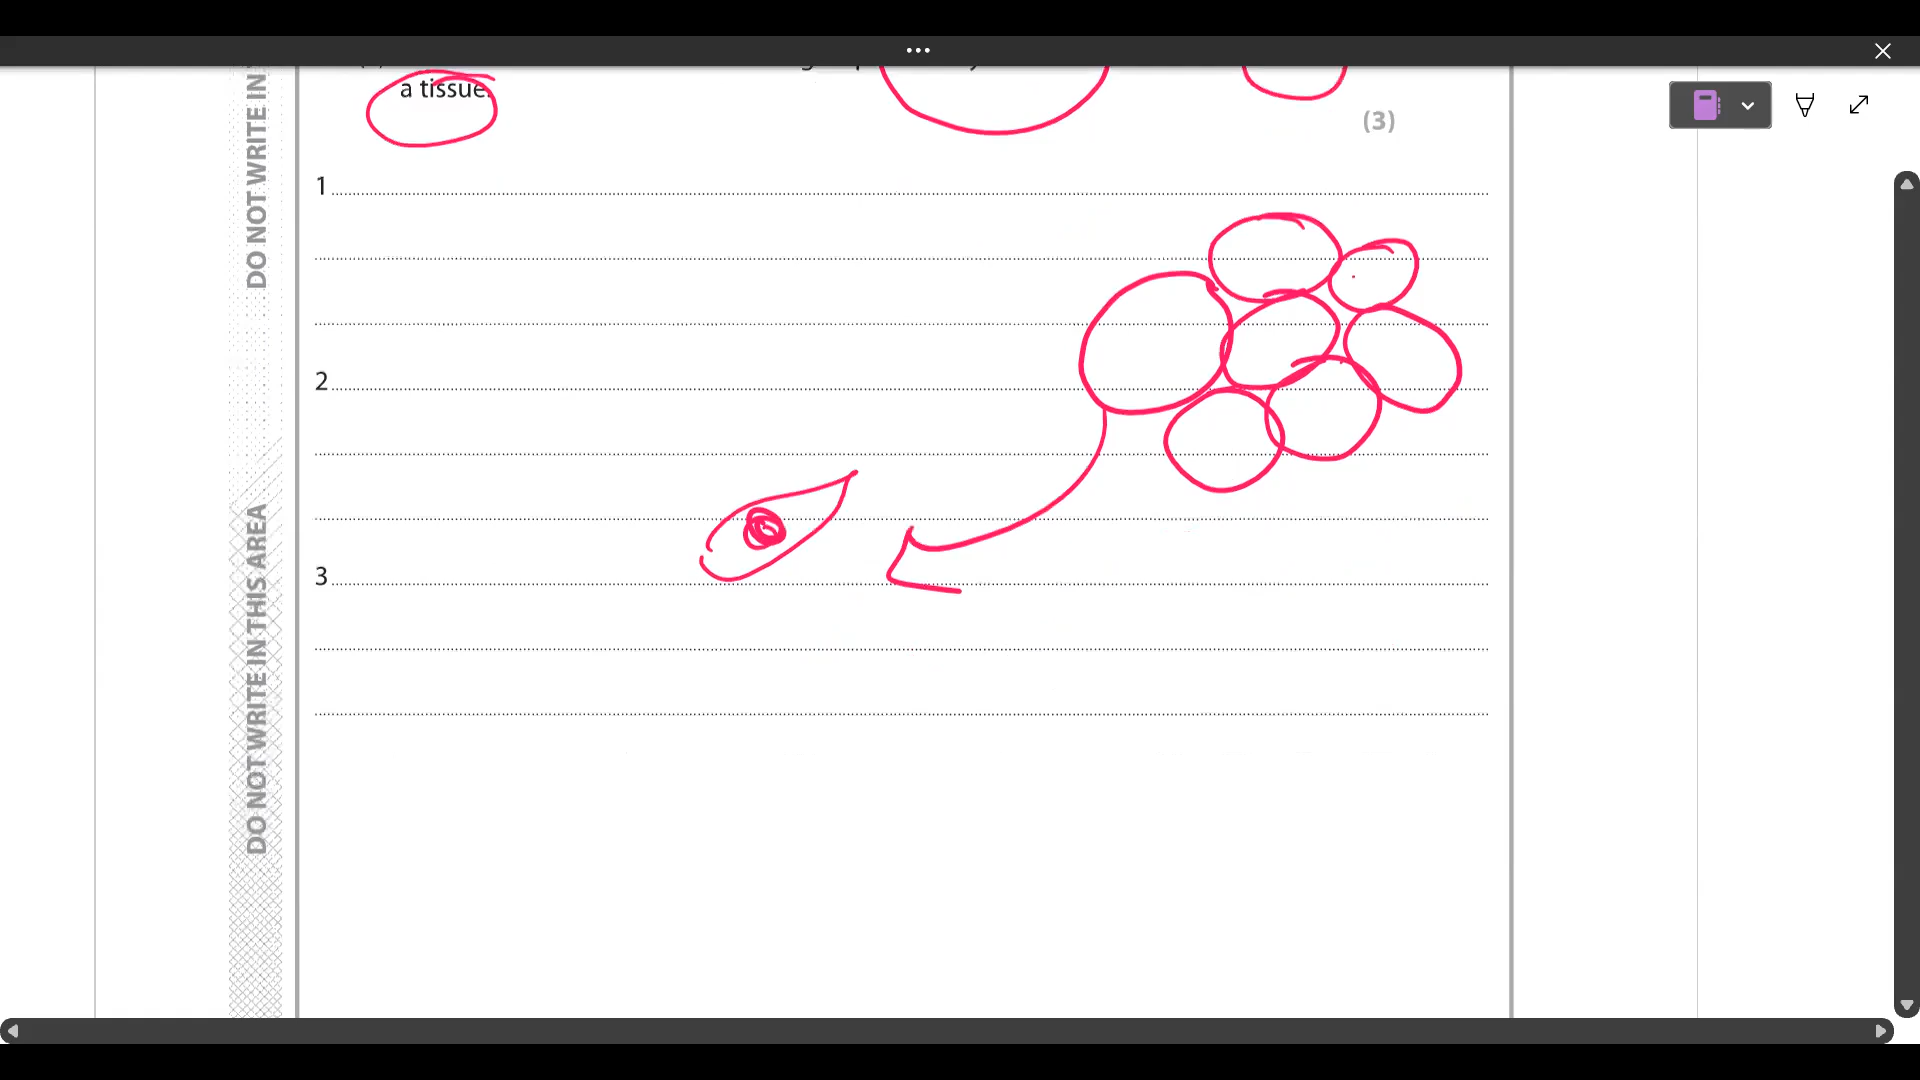 a tissue.
(3)
1
2
3
DO NOT WRITE IN
DO NOT WRITE IN THIS AREA